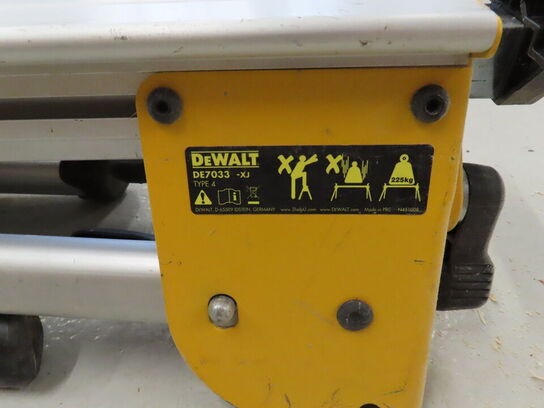 DEWALT
DE7033 -XJ
TYPE 4
225kg
DEWALT, D-65509 IDSTEIN, GERMANY www.DeWALT.com www.DEWALT.com Made in PRC N451008